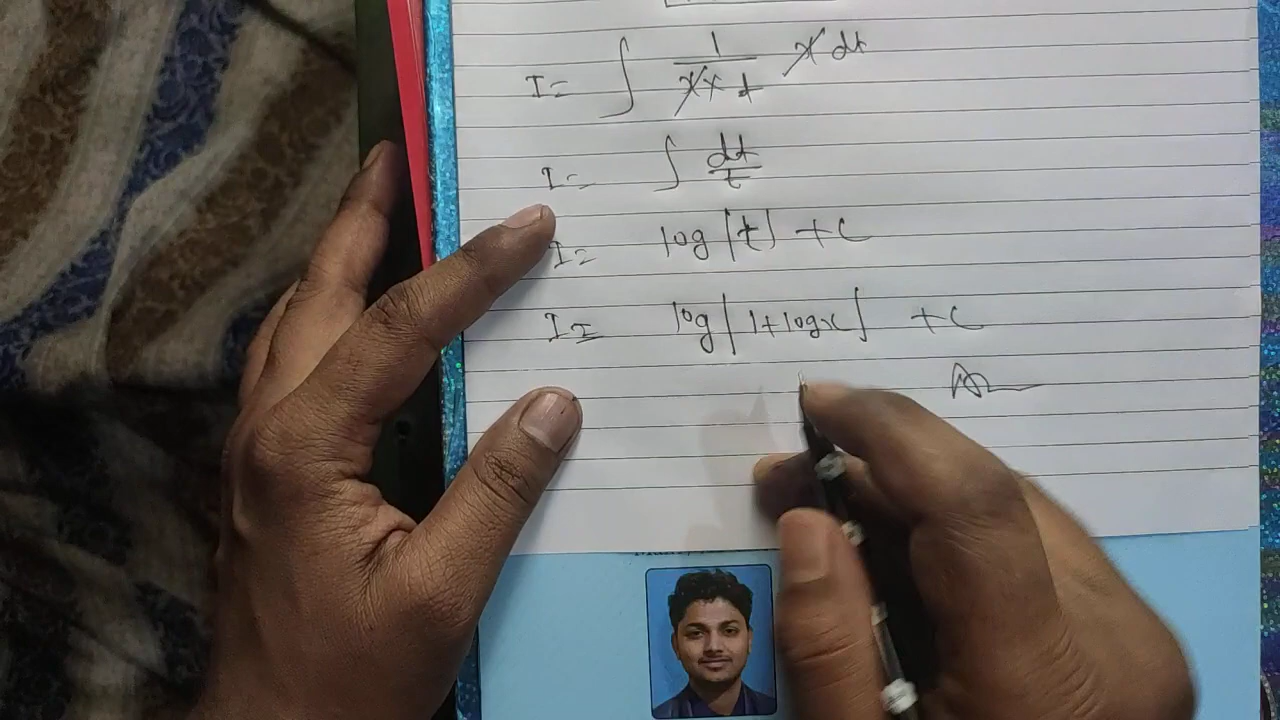 I = ∫ 1/(x × t) x dt
I = ∫ dt/t
I = log|t| + c
I = log|1+logx| + c